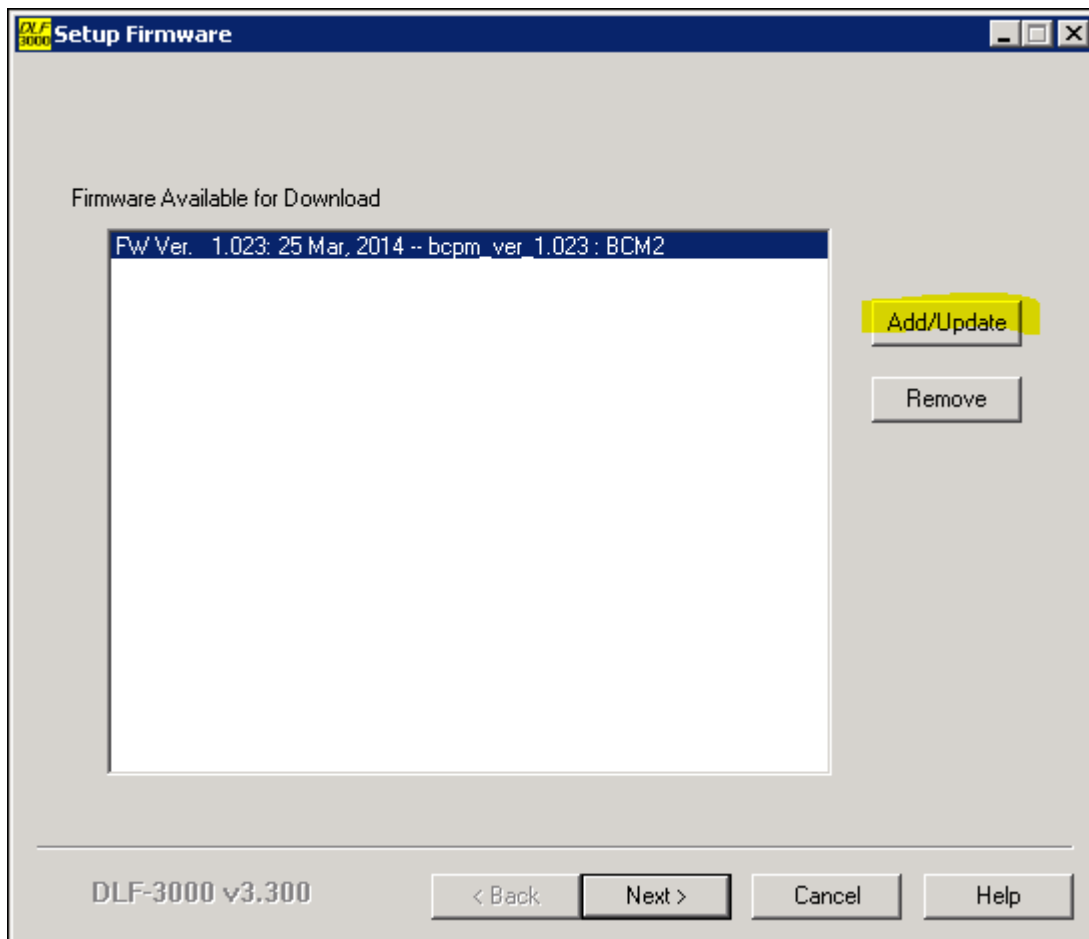 DLF
3000 Setup Firmware
Firmware Available for Download
FW Ver.   1.023: 25 Mar, 2014 -- bcpm_ver_1.023 : BCM2
Add/Update
Remove
DLF-3000 v3.300
< Back
Next >
Cancel
Help